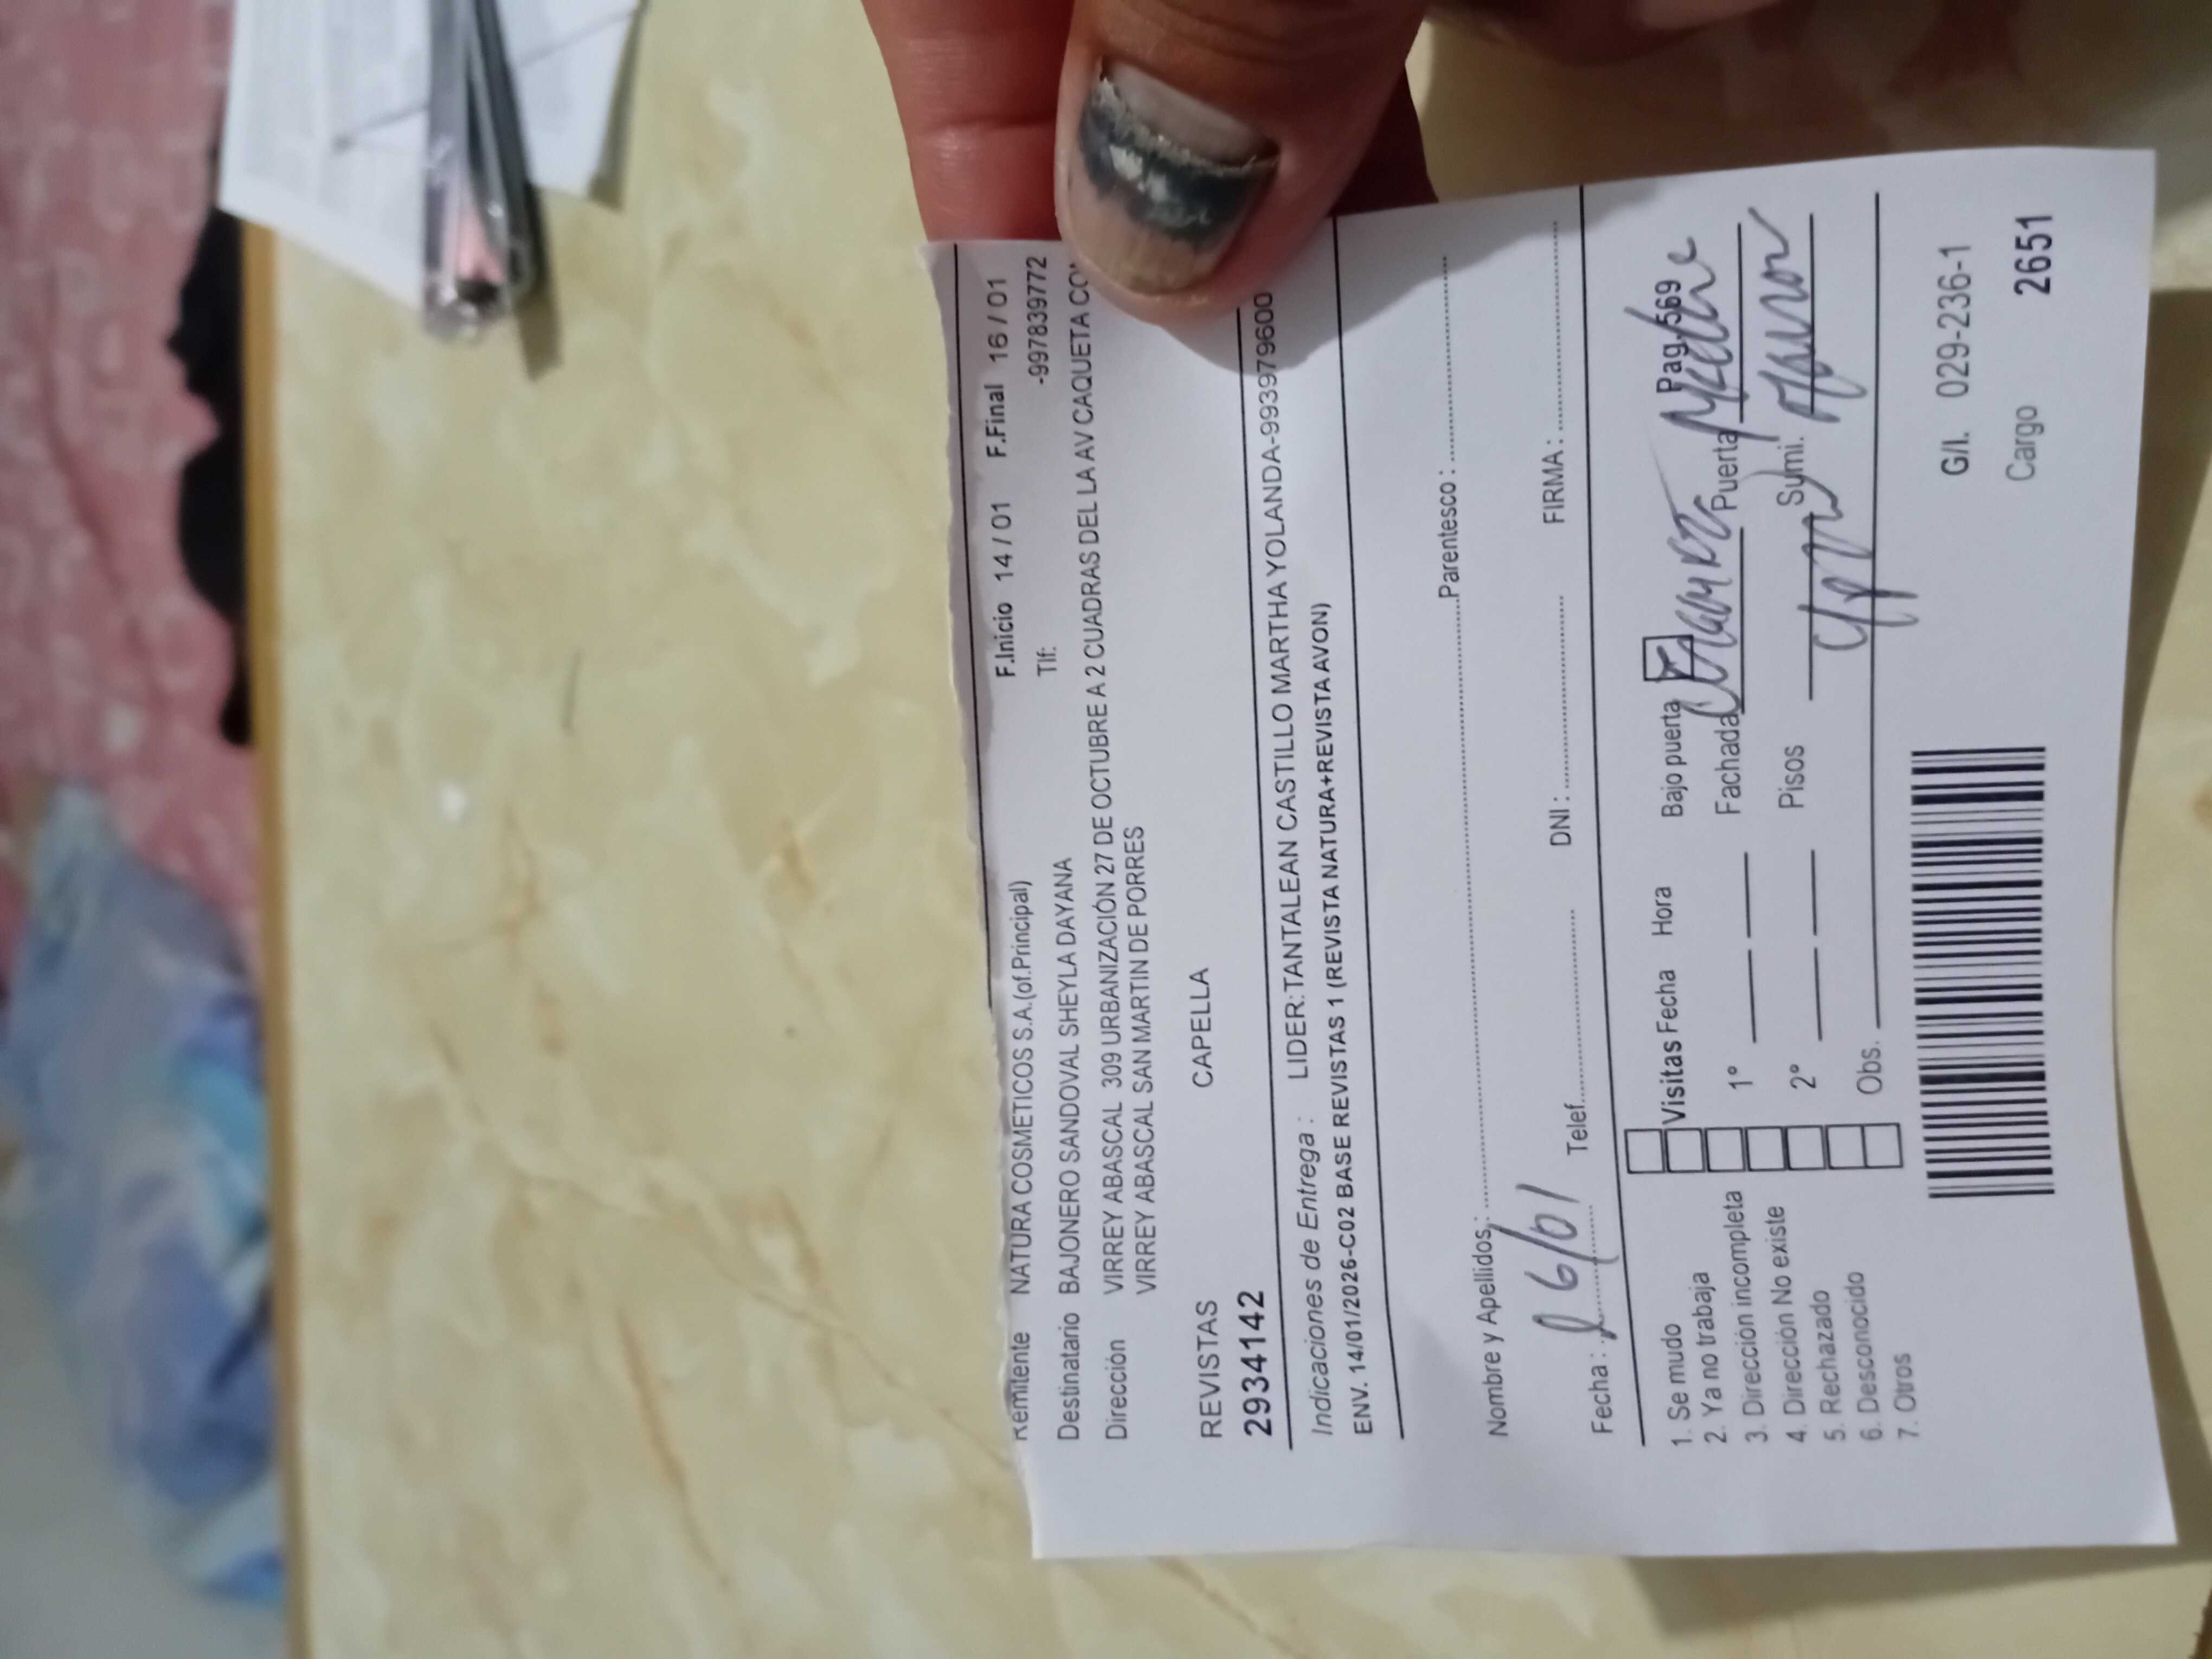 Remitente NATURA COSMETICOS S.A.(of.Principal) F.Inicio 14 / 01 F.Final 16 / 01
Destinatario BAJONERO SANDOVAL SHEYLA DAYANA Tlf: -997839772
Dirección VIRREY ABASCAL 309 URBANIZACIÓN 27 DE OCTUBRE A 2 CUADRAS DEL LA AV CAQUETA
VIRREY ABASCAL SAN MARTIN DE PORRES
REVISTAS CAPELLA
2934142
Indicaciones de Entrega : LIDER:TANTALEAN CASTILLO MARTHA YOLANDA-993979600
ENV. 14/01/2026-C02 BASE REVISTAS 1 (REVISTA NATURA+REVISTA AVON)
Nombre y Apellidos: Parentesco :
Fecha : 16/01 Telef. DNI : FIRMA :
1. Se mudo Visitas Fecha Hora Bajo puerta Pag-569
2. Ya no trabaja 1º Fachada Puerta
3. Dirección incompleta
4. Dirección No existe 2º Pisos Sumi.
5. Rechazado
6. Desconocido Obs.
7. Otros
G/I. 029-236-1
Cargo 2651